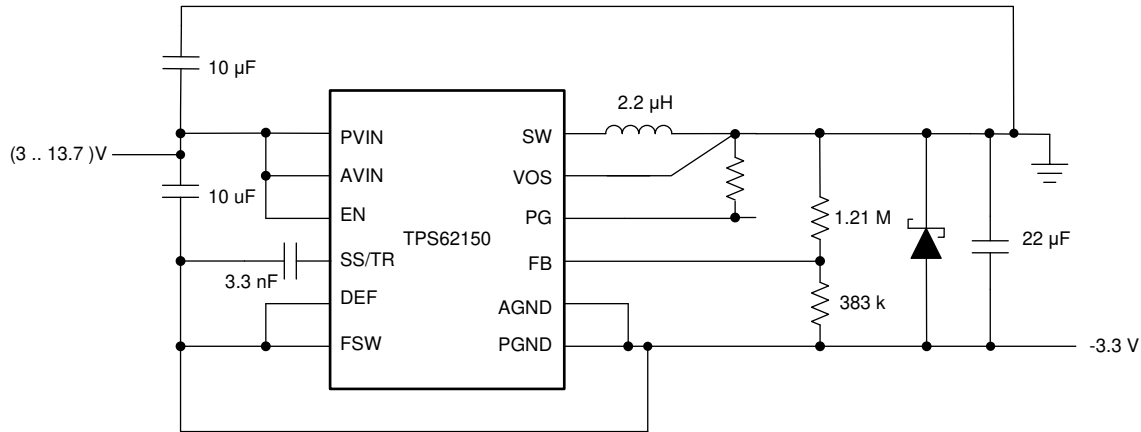 10 µF
2.2 µH
(3 .. 13.7 )V
PVIN
SW
AVIN
VOS
10 uF
EN
PG
1.21 M
TPS62150
SS/TR
FB
22 µF
3.3 nF
DEF
AGND
383 k
FSW
PGND
-3.3 V